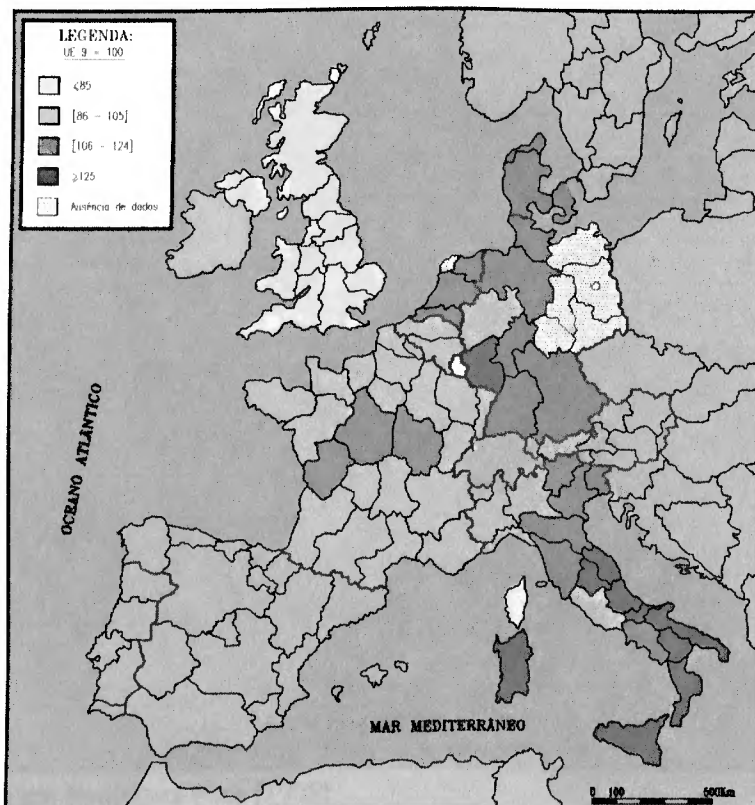 LEGENDA:
UE 9 = 100
⩽85
[86 - 105]
[106 - 124]
⩾125
Ausência de dados
OCEANO ATLÂNTICO
MAR MEDITERRÂNEO
0 100 500Km